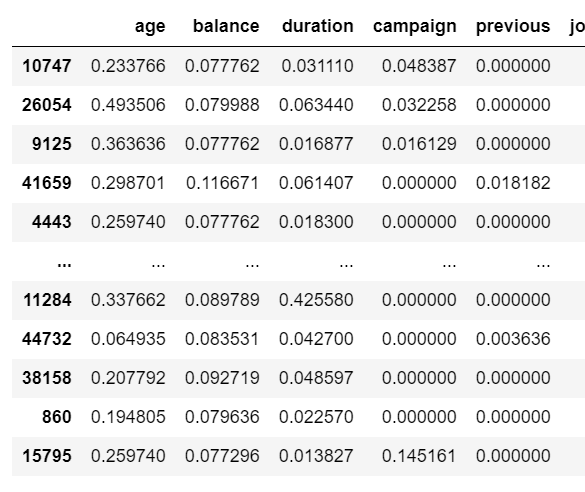 age balance duration campaign previous jo
10747 0.233766 0.077762 0.031110 0.048387 0.000000
26054 0.493506 0.079988 0.063440 0.032258 0.000000
9125 0.363636 0.077762 0.016877 0.016129 0.000000
41659 0.298701 0.116671 0.061407 0.000000 0.018182
4443 0.259740 0.077762 0.018300 0.000000 0.000000
... ... ... ... ... ...
11284 0.337662 0.089789 0.425580 0.000000 0.000000
44732 0.064935 0.083531 0.042700 0.000000 0.003636
38158 0.207792 0.092719 0.048597 0.000000 0.000000
860 0.194805 0.079636 0.022570 0.000000 0.000000
15795 0.259740 0.077296 0.013827 0.145161 0.000000